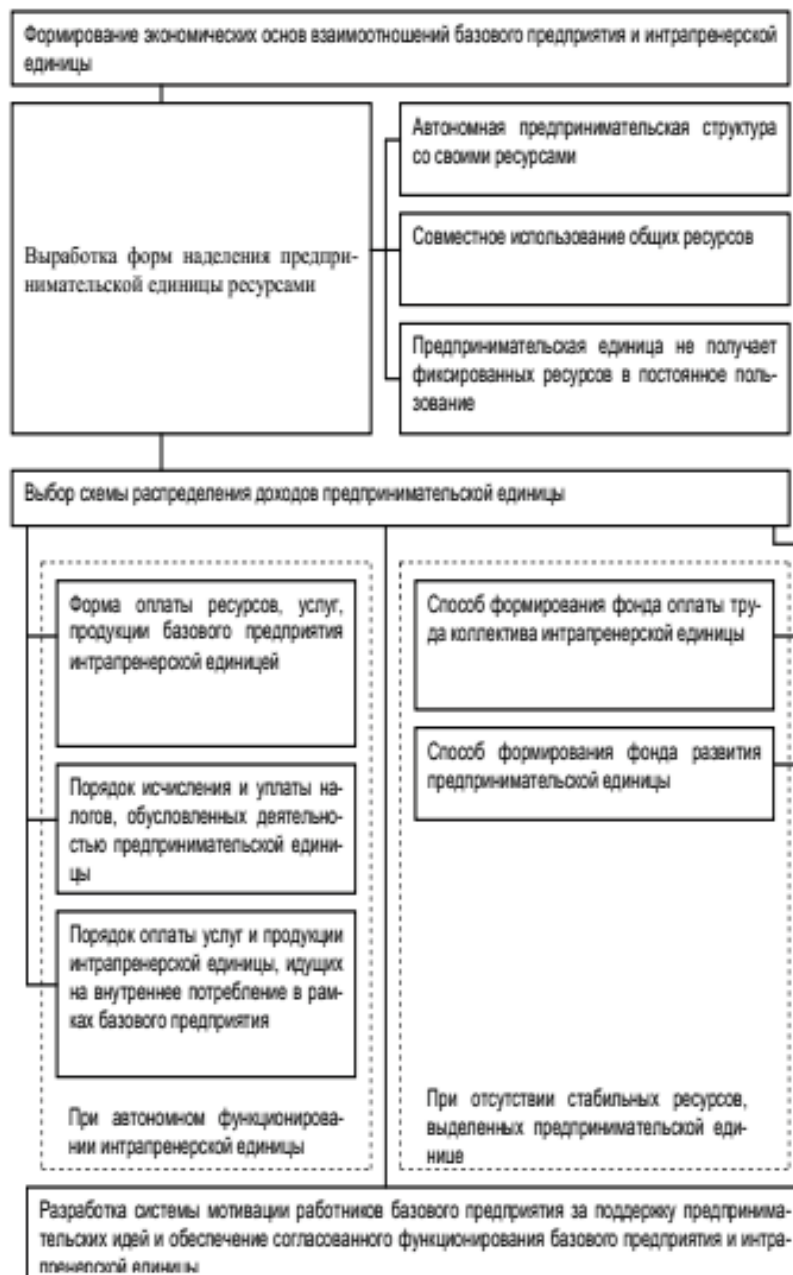 Формирование экономических основ взаимоотношений базового предприятия и интрапренерской
единицы
Выработка форм наделения предпри-
нимательской единицы ресурсами
Автономная предпринимательская структура
со своими ресурсами
Совместное использование общих ресурсов
Предпринимательская единица не получает
фиксированных ресурсов в постоянное поль-
зование
Выбор схемы распределения доходов предпринимательской единицы
Форма оплаты ресурсов, услуг,
продукции базового предприятия
интрапренерской единицей
Порядок исчисления и уплаты на-
логов, обусловленных деятельно-
стью предпринимательской едини-
цы
Порядок оплаты услуг и продукции
интрапренерской единицы, идущих
на внутреннее потребление в рам-
ках базового предприятия
При автономном функционирова-
нии интрапренерской единицы
Способ формирования фонда оплаты тру-
да коллектива интрапренерской единицы
Способ формирования фонда развития
предпринимательской единицы
При отсутствии стабильных ресурсов,
выделенных предпринимательской еди-
нице
Разработка системы мотивации работников базового предприятия за поддержку предпринима-
тельских идей и обеспечение согласованного функционирования базового предприятия и интра-
пренерской единицы